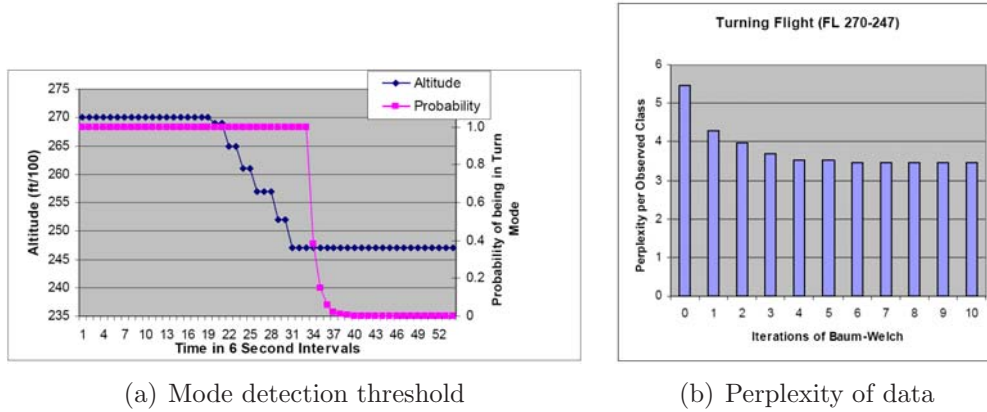 Altitude
Probability
275
270
265
260
255
250
245
240
235
Altitude (ft/100)
1.0
0.8
0.6
0.4
0.2
0
Probability of being in Turn
Mode
1 4 7 10 13 16 19 22 25 28 31 34 37 40 43 46 49 52
Time in 6 Second Intervals
(a) Mode detection threshold
Turning Flight (FL 270-247)
6
5
4
3
2
1
0
Perplexity per Observed Class
0 1 2 3 4 5 6 7 8 9 10
Iterations of Baum-Welch
(b) Perplexity of data